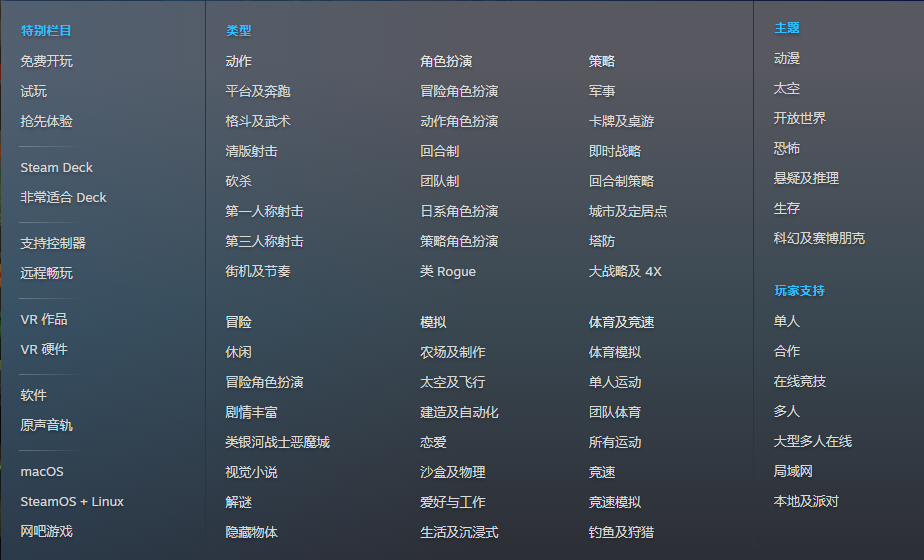 特别栏目
免费开玩
试玩
抢先体验
Steam Deck
非常适合 Deck
支持控制器
远程畅玩
VR 作品
VR 硬件
软件
原声音轨
macOS
SteamOS + Linux
网吧游戏
类型
动作
平台及奔跑
格斗及武术
清版射击
砍杀
第一人称射击
第三人称射击
街机及节奏
角色扮演
冒险角色扮演
动作角色扮演
回合制
团队制
日系角色扮演
策略角色扮演
类 Rogue
策略
军事
卡牌及桌游
即时战略
回合制策略
城市及定居点
塔防
大战略及 4X
冒险
休闲
冒险角色扮演
剧情丰富
类银河战士恶魔城
视觉小说
解谜
隐藏物体
模拟
农场及制作
太空及飞行
建造及自动化
恋爱
沙盒及物理
爱好与工作
生活及沉浸式
体育及竞速
体育模拟
单人运动
团队体育
所有运动
竞速
竞速模拟
钓鱼及狩猎
主题
动漫
太空
开放世界
恐怖
悬疑及推理
生存
科幻及赛博朋克
玩家支持
单人
合作
在线竞技
多人
大型多人在线
局域网
本地及派对